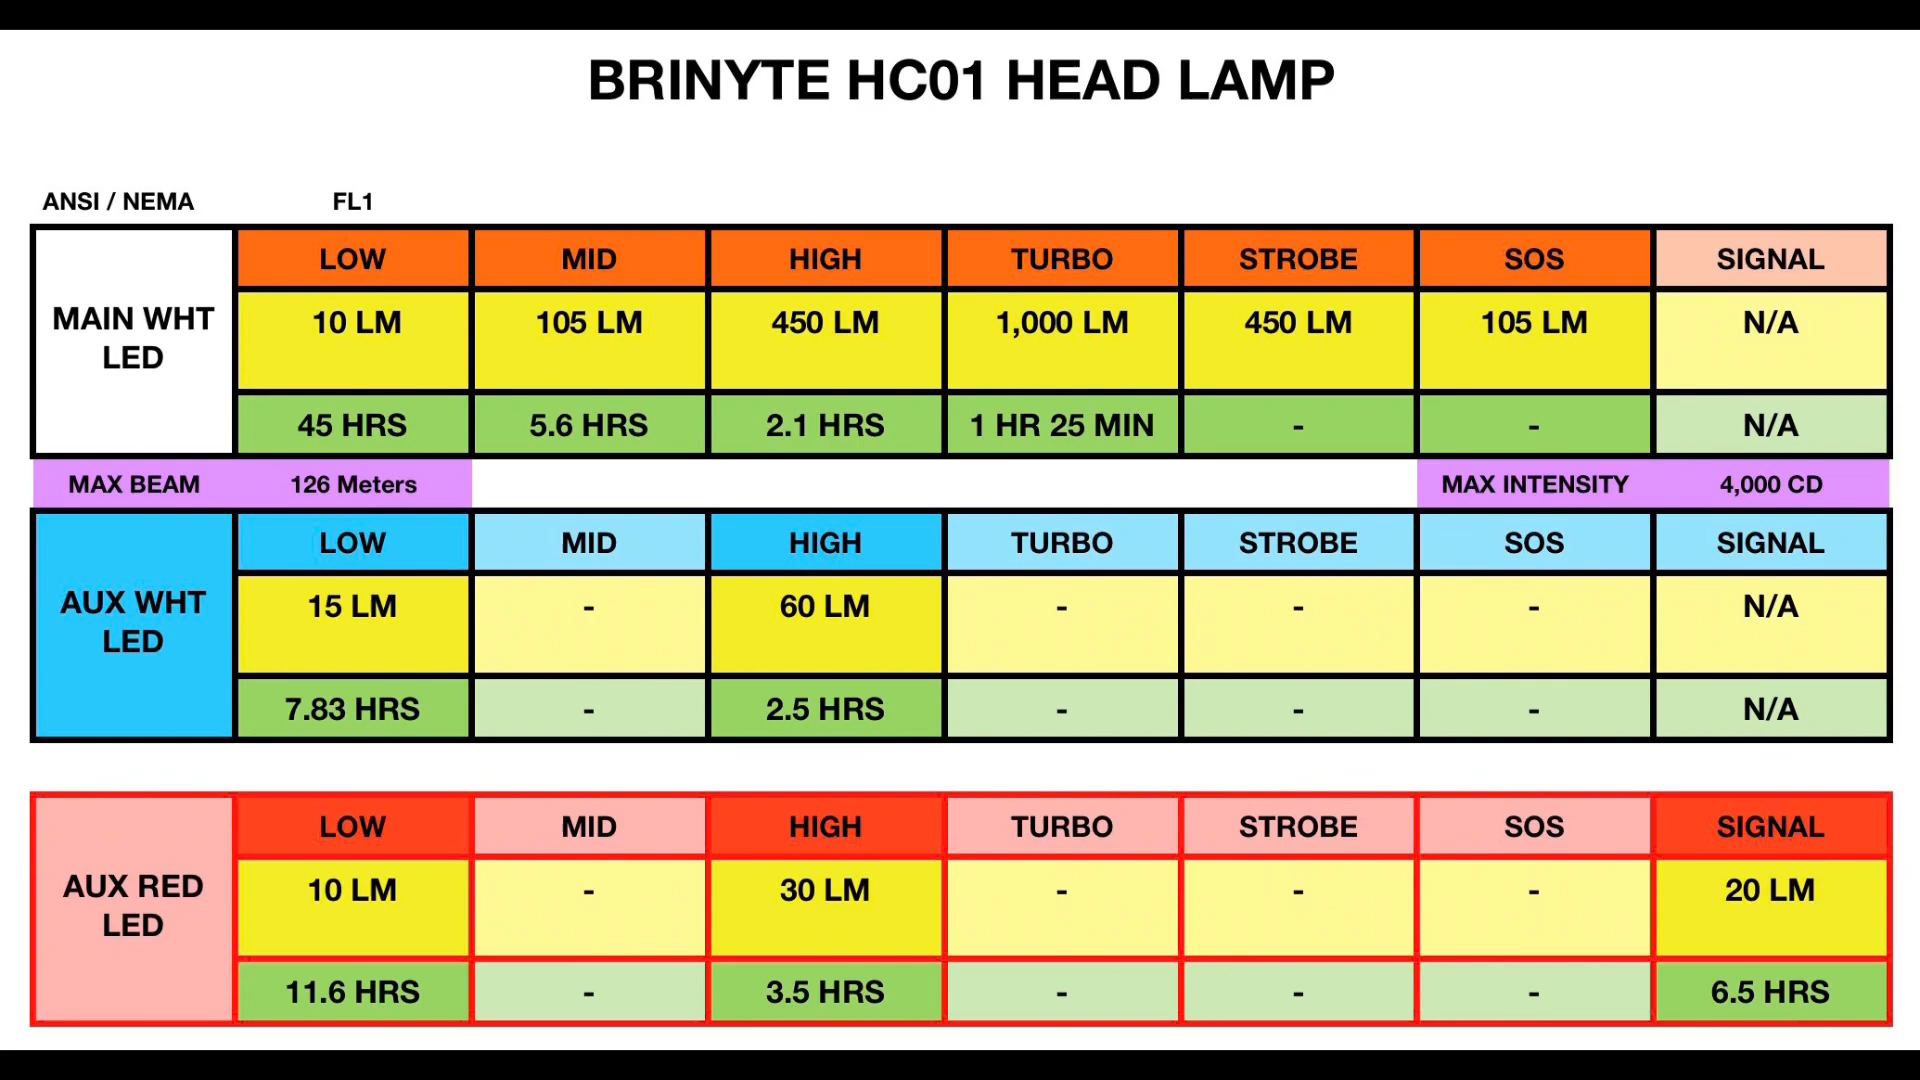 BRINYTE HC01 HEAD LAMP
ANSI / NEMA FL1
LOW MID HIGH TURBO STROBE SOS SIGNAL
MAIN WHT
LED
10 LM 105 LM 450 LM 1,000 LM 450 LM 105 LM N/A
45 HRS 5.6 HRS 2.1 HRS 1 HR 25 MIN - - N/A
MAX BEAM 126 Meters MAX INTENSITY 4,000 CD
LOW MID HIGH TURBO STROBE SOS SIGNAL
AUX WHT
LED
15 LM - 60 LM - - - N/A
7.83 HRS - 2.5 HRS - - - N/A
LOW MID HIGH TURBO STROBE SOS SIGNAL
AUX RED
LED
10 LM - 30 LM - - - 20 LM
11.6 HRS - 3.5 HRS - - - 6.5 HRS